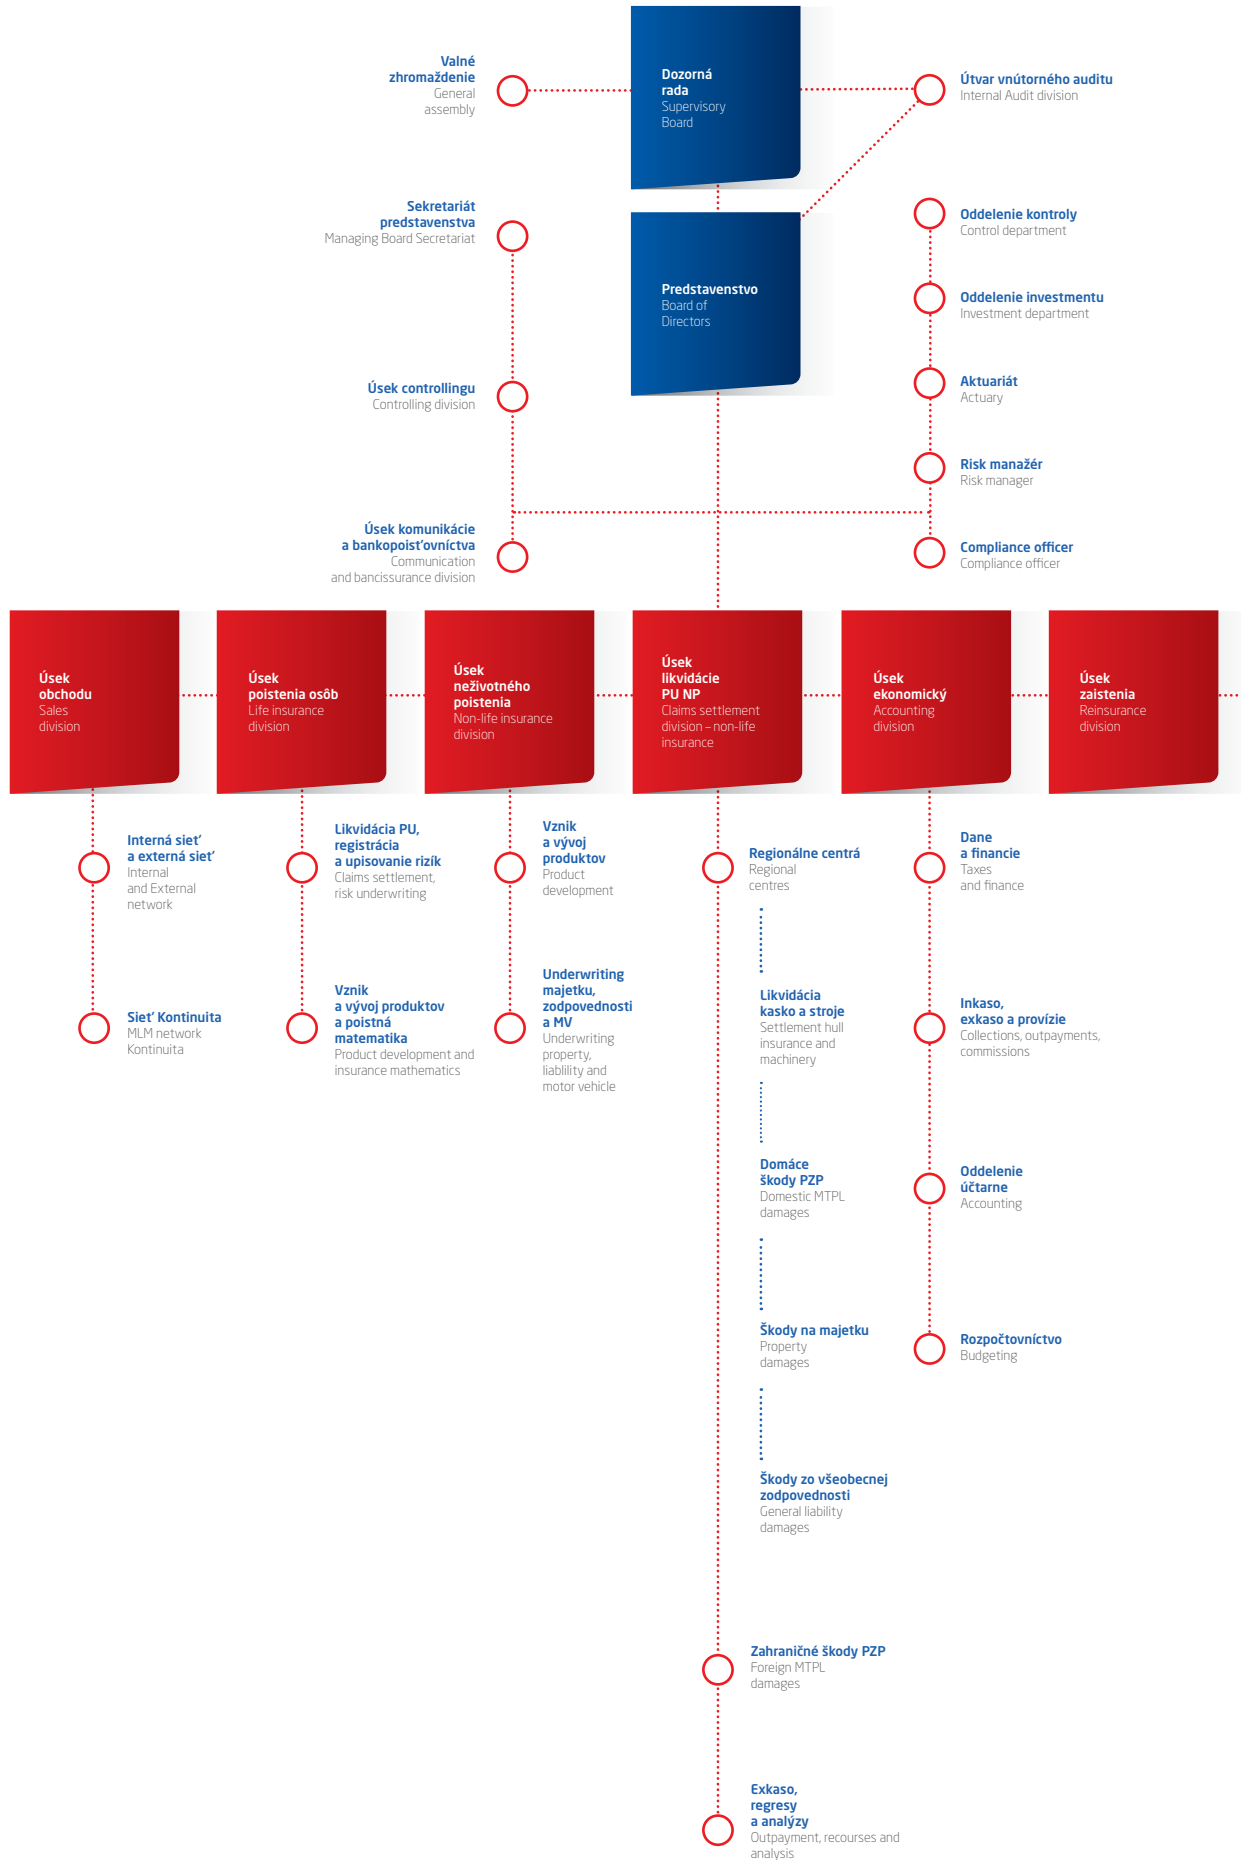 Valné
zhromaždenie
General
assembly
Dozorná
rada
Supervisory
Board
Útvar vnútorného auditu
Internal Audit division
Sekretariát
predstavenstva
Managing Board Secretariat
Predstavenstvo
Board of
Directors
Oddelenie kontroly
Control department
Oddelenie investmentu
Investment department
Úsek controllingu
Controlling division
Aktuariát
Actuary
Risk manažér
Risk manager
Úsek komunikácie
a bankopoisťovníctva
Communication
and bancissurance division
Compliance officer
Compliance officer
Úsek
obchodu
Sales
division
Úsek
poistenia osôb
Life insurance
division
Úsek
neživotného
poistenia
Non-life insurance
division
Úsek
likvidácie
PU NP
Claims settlement
division – non-life
insurance
Úsek
ekonomický
Accounting
division
Úsek
zaistenia
Reinsurance
division
Interná sieť
a externá sieť
Internal
and External
network
Sieť Kontinuita
MLM network
Kontinuita
Likvidácia PU,
registrácia
a upisovanie rizík
Claims settlement,
risk underwriting
Vznik
a vývoj produktov
a poistná
matematika
Product development and
insurance mathematics
Vznik
a vývoj
produktov
Product
development
Underwriting
majetku,
zodpovednosti
a MV
Underwriting
property,
liablility and
motor vehicle
Regionálne centrá
Regional
centres
Likvidácia
kasko a stroje
Settlement hull
insurance and
machinery
Domáce
škody PZP
Domestic MTPL
damages
Škody na majetku
Property
damages
Škody zo všeobecnej
zodpovednosti
General liability
damages
Zahraničné škody PZP
Foreign MTPL
damages
Exkaso,
regresy
a analýzy
Outpayment, recourses and
analysis
Dane
a financie
Taxes
and finance
Inkaso,
exkaso a provízie
Collections, outpayments,
commissions
Oddelenie
účtarne
Accounting
Rozpočtovníctvo
Budgeting